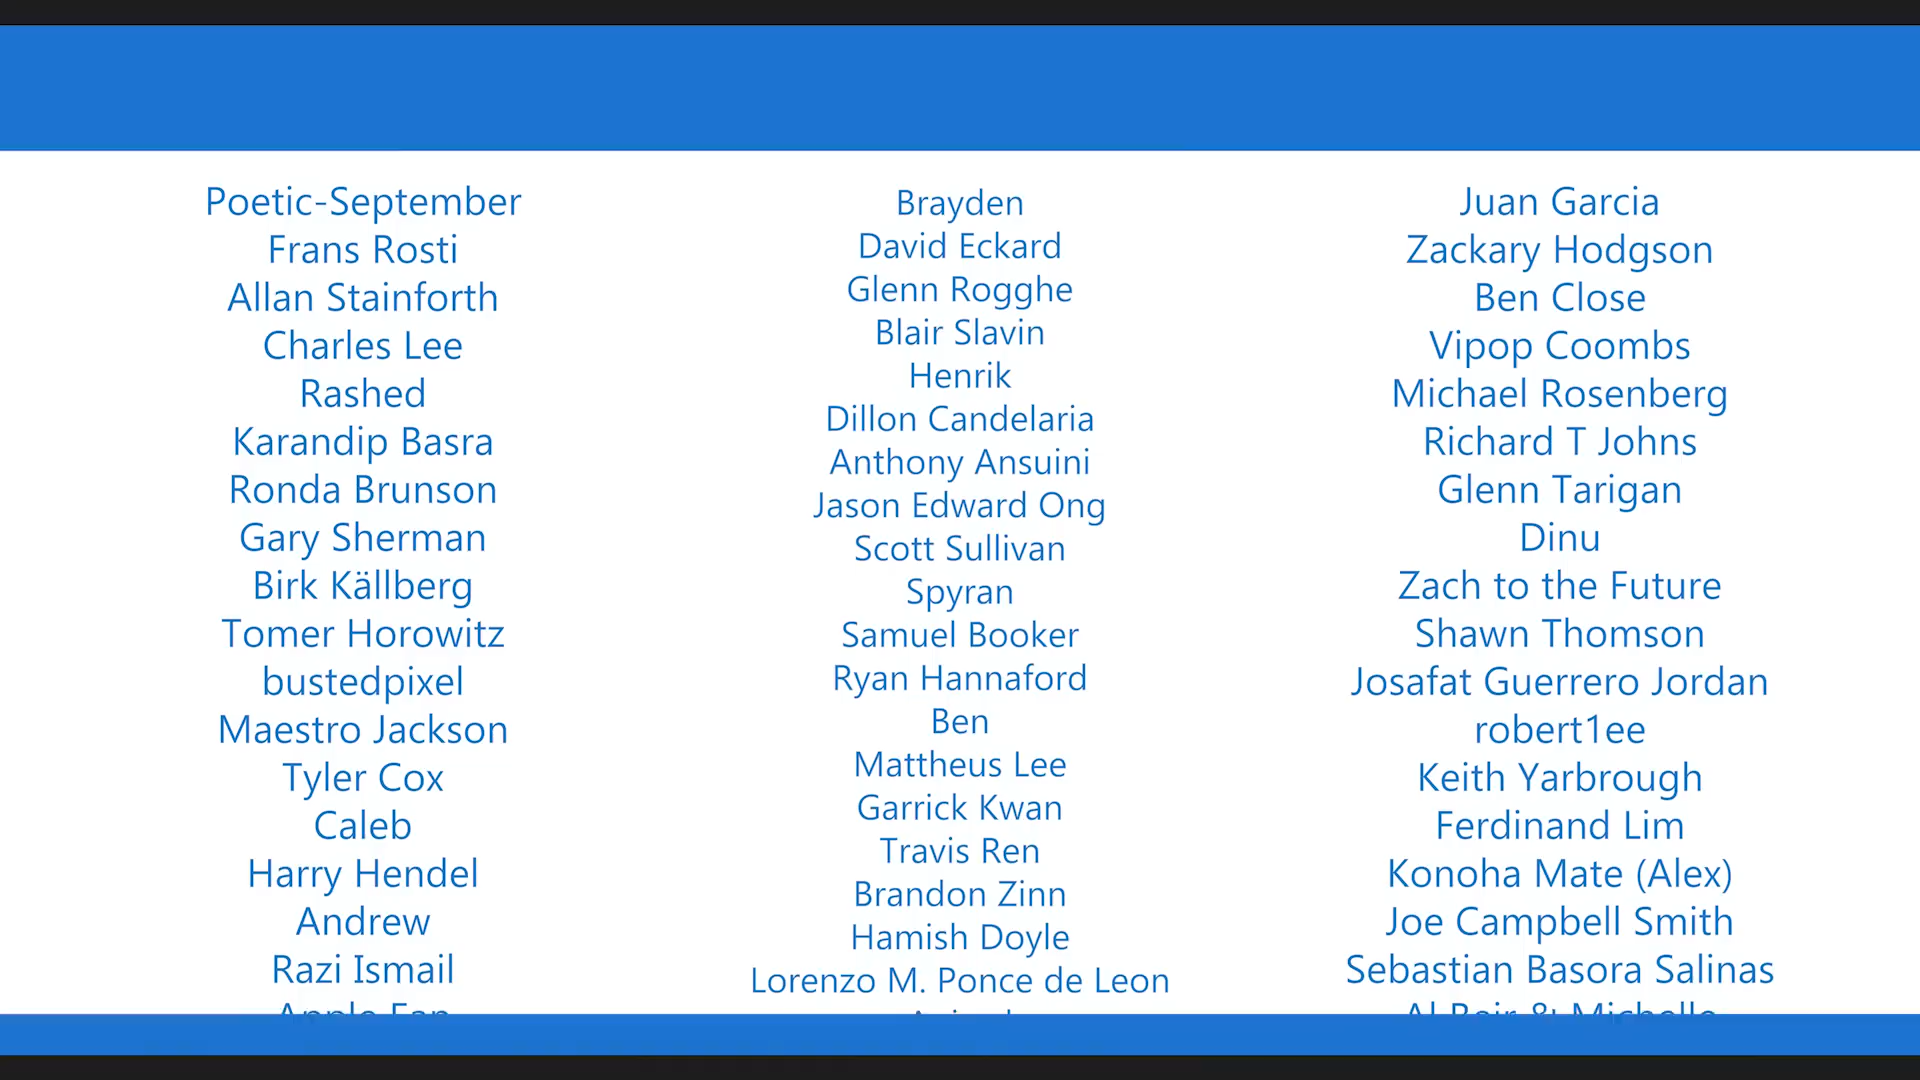 Poetic-September
Frans Rosti
Allan Stainforth
Charles Lee
Rashed
Karandip Basra
Ronda Brunson
Gary Sherman
Birk Källberg
Tomer Horowitz
bustedpixel
Maestro Jackson
Tyler Cox
Caleb
Harry Hendel
Andrew
Razi Ismail
Apple Fan
Brayden
David Eckard
Glenn Rogghe
Blair Slavin
Henrik
Dillon Candelaria
Anthony Ansuini
Jason Edward Ong
Scott Sullivan
Spyran
Samuel Booker
Ryan Hannaford
Ben
Mattheus Lee
Garrick Kwan
Travis Ren
Brandon Zinn
Hamish Doyle
Lorenzo M. Ponce de Leon
Juan Garcia
Zackary Hodgson
Ben Close
Vipop Coombs
Michael Rosenberg
Richard T Johns
Glenn Tarigan
Dinu
Zach to the Future
Shawn Thomson
Josafat Guerrero Jordan
robert1ee
Keith Yarbrough
Ferdinand Lim
Konoha Mate (Alex)
Joe Campbell Smith
Sebastian Basora Salinas
& Michelle